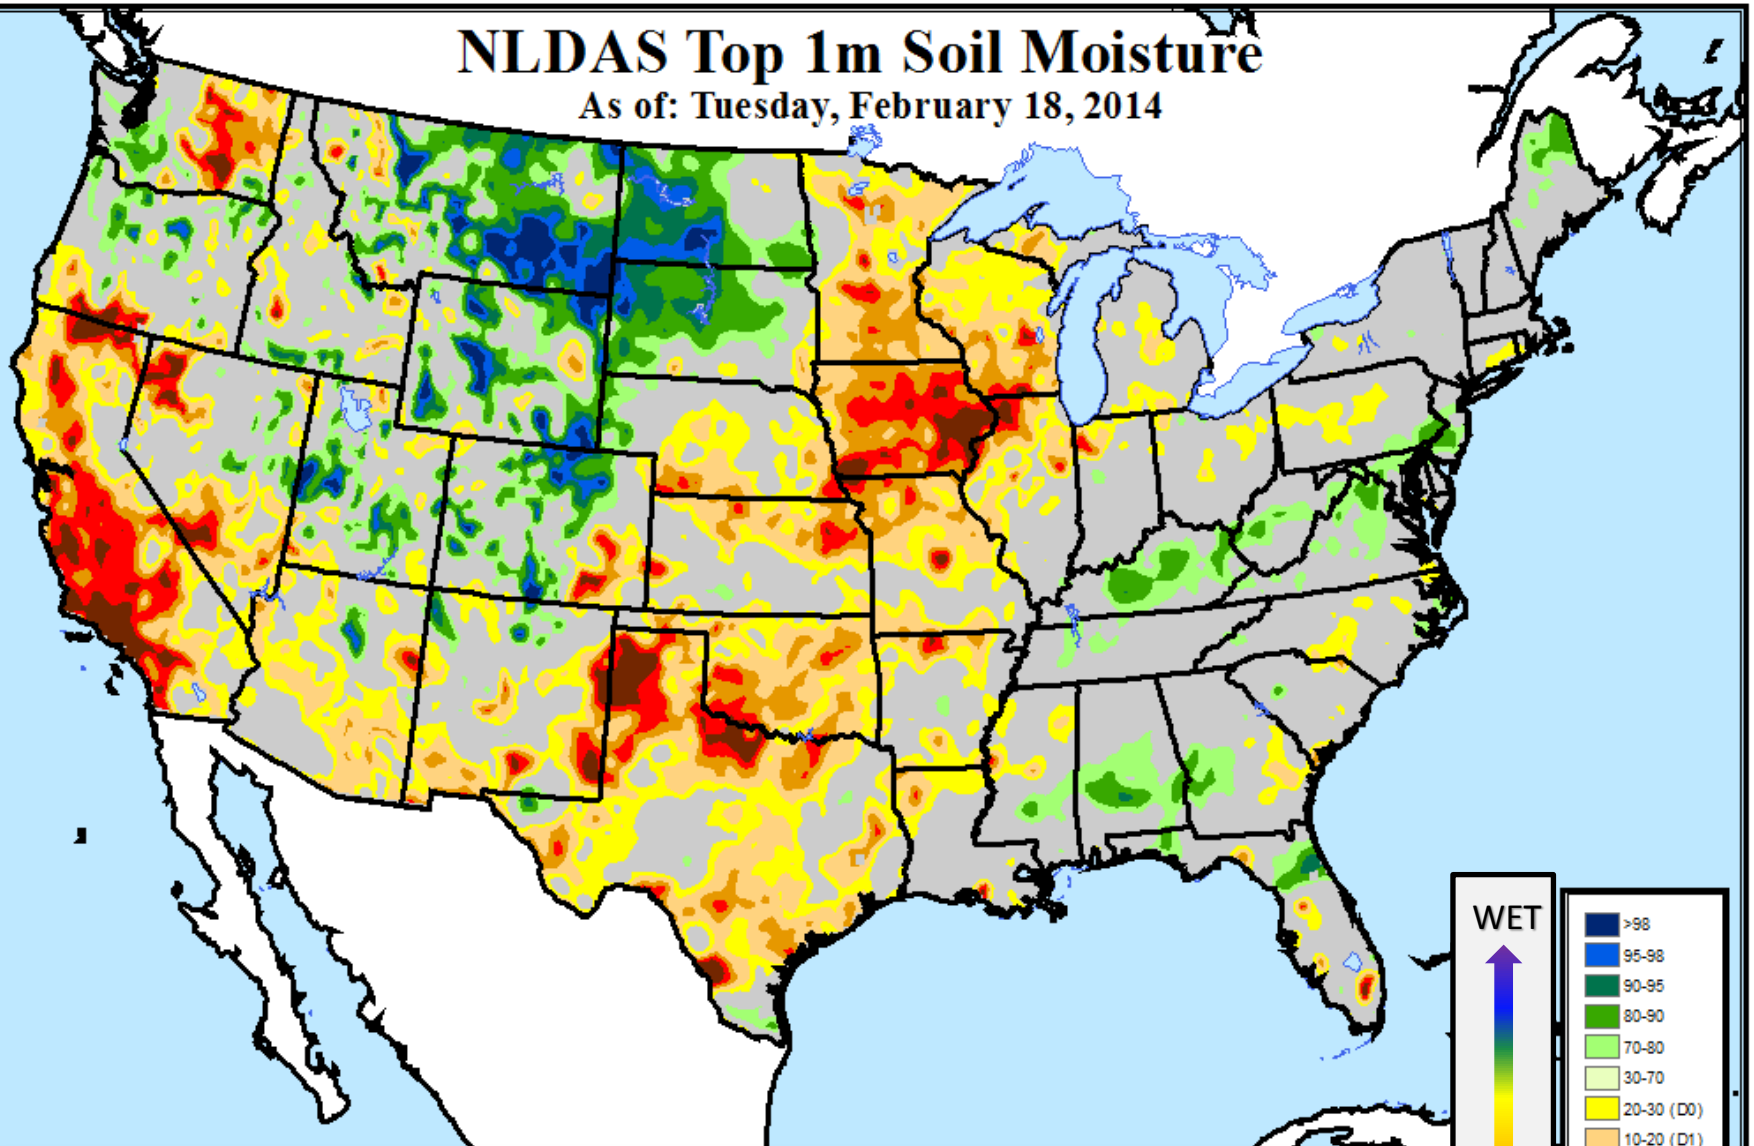 NLDAS Top 1m Soil Moisture
As of: Tuesday, February 18, 2014
WET
>98
95-98
90-95
80-90
70-80
30-70
20-30 (D0)
10-20 (D1)